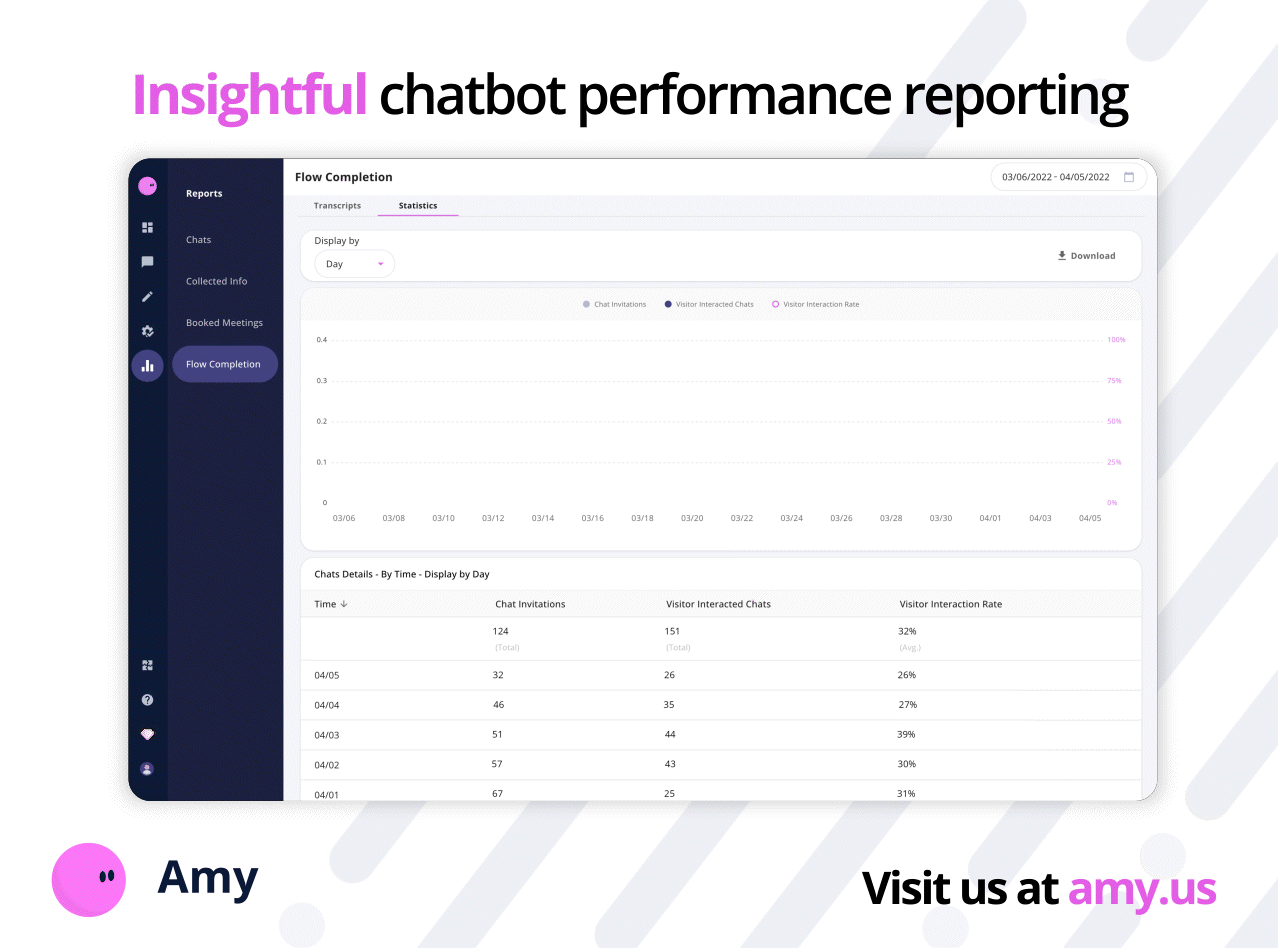 Insightful chatbot performance reporting
Reports
Chats
Collected Info
Booked Meetings
Flow Completion
Flow Completion
03/06/2022 - 04/05/2022
Transcripts Statistics
Display by
Day
Download
Chat Invitations Visitor Interacted Chats Visitor Interaction Rate
0.4 100%
0.3 75%
0.2 50%
0.1 25%
0 0%
03/06 03/08 03/10 03/12 03/14 03/16 03/18 03/20 03/22 03/24 03/26 03/28 03/30 04/01 04/03 04/05
Chats Details - By Time - Display by Day
Time Chat Invitations Visitor Interacted Chats Visitor Interaction Rate
124 151 32%
(Total) (Total) (Avg.)
04/05 32 26 26%
04/04 46 35 27%
04/03 51 44 39%
04/02 57 43 30%
04/01 67 25 31%
Amy
Visit us at amy.us